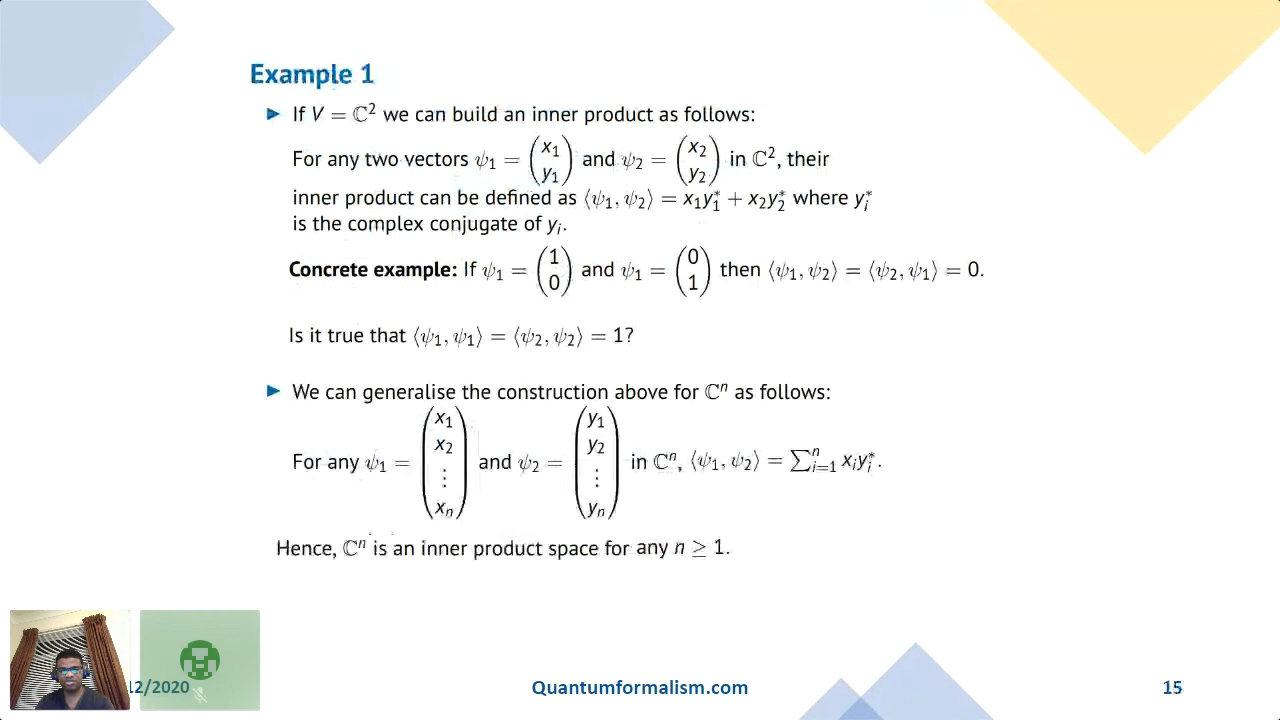 Example 1
► If V = ℂ² we can build an inner product as follows:
For any two vectors ψ₁ = (x₁ y₁) and ψ₂ = (x₂ y₂) in ℂ², their
inner product can be defined as ⟨ψ₁, ψ₂⟩ = x₁y₁* + x₂y₂* where yᵢ*
is the complex conjugate of yᵢ.
Concrete example: If ψ₁ = (1 0) and ψ₁ = (0 1) then ⟨ψ₁, ψ₂⟩ = ⟨ψ₂, ψ₁⟩ = 0.
Is it true that ⟨ψ₁, ψ₁⟩ = ⟨ψ₂, ψ₂⟩ = 1?
► We can generalise the construction above for ℂⁿ as follows:
For any ψ₁ = (x₁ x₂ ⋮ xₙ) and ψ₂ = (y₁ y₂ ⋮ yₙ) in ℂⁿ, ⟨ψ₁, ψ₂⟩ = ∑ⁿᵢ₌₁ xᵢyᵢ*.
Hence, ℂⁿ is an inner product space for any n ≥ 1.
12/2020
Quantumformalism.com
15